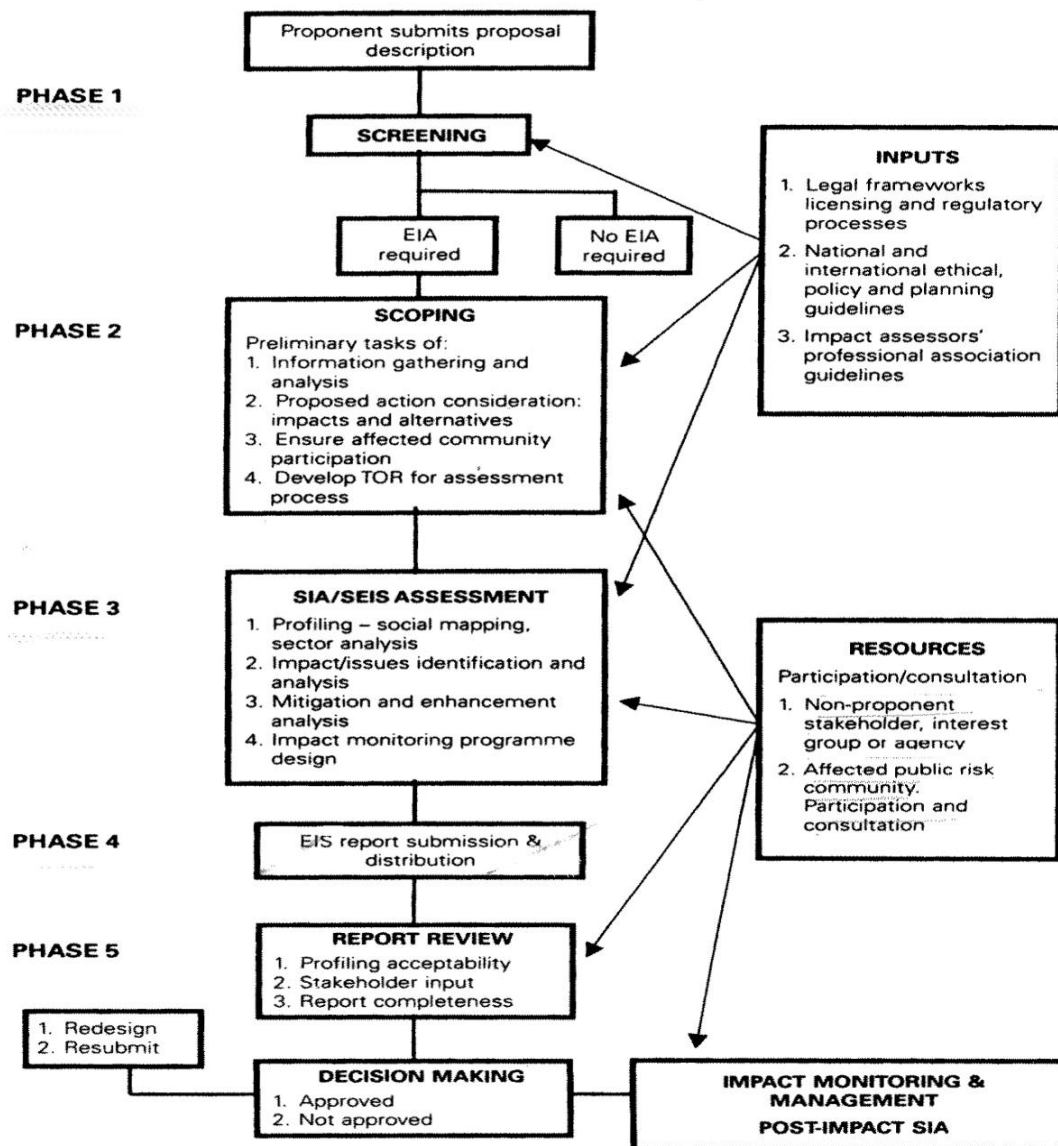 Proponent submits proposal
description
PHASE 1
SCREENING
EIA
required
No EIA
required
INPUTS
1. Legal frameworks
licensing and regulatory
processes
2. National and
international ethical,
policy and planning
guidelines
3. Impact assessors'
professional association
guidelines
PHASE 2
SCOPING
Preliminary tasks of:
1. Information gathering and
analysis
2. Proposed action consideration:
impacts and alternatives
3. Ensure affected community
participation
4. Develop TOR for assessment
process
PHASE 3
SIA/SEIS ASSESSMENT
1. Profiling – social mapping,
sector analysis
2. Impact/issues identification and
analysis
3. Mitigation and enhancement
analysis
4. Impact monitoring programme
design
RESOURCES
Participation/consultation
1. Non-proponent
stakeholder, interest
group or agency
2. Affected public risk
community.
Participation and
consultation
PHASE 4
EIS report submission &
distribution
PHASE 5
REPORT REVIEW
1. Profiling acceptability
2. Stakeholder input
3. Report completeness
1. Redesign
2. Resubmit
DECISION MAKING
1. Approved
2. Not approved
IMPACT MONITORING &
MANAGEMENT
POST-IMPACT SIA